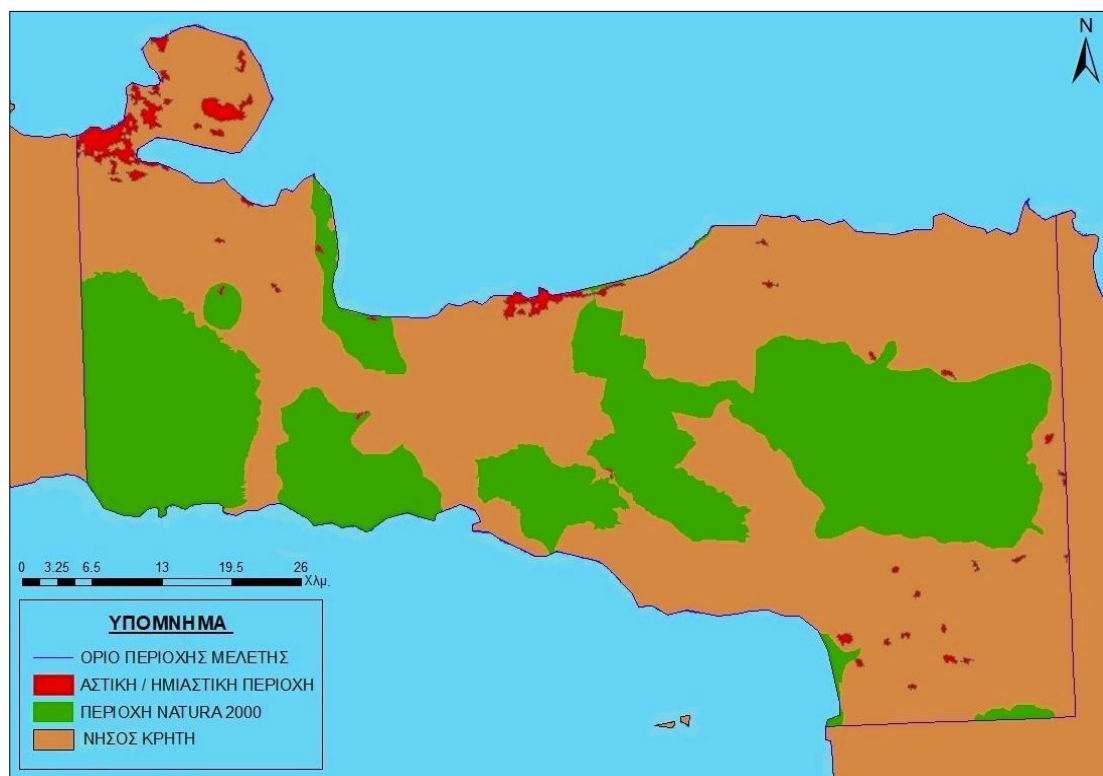 N
0 3.25 6.5 13 19.5 26
Χλμ.
ΥΠΟΜΝΗΜΑ
ΟΡΙΟ ΠΕΡΙΟΧΗΣ ΜΕΛΕΤΗΣ
ΑΣΤΙΚΗ / ΗΜΙΑΣΤΙΚΗ ΠΕΡΙΟΧΗ
ΠΕΡΙΟΧΗ NATURA 2000
ΝΗΣΟΣ ΚΡΗΤΗ